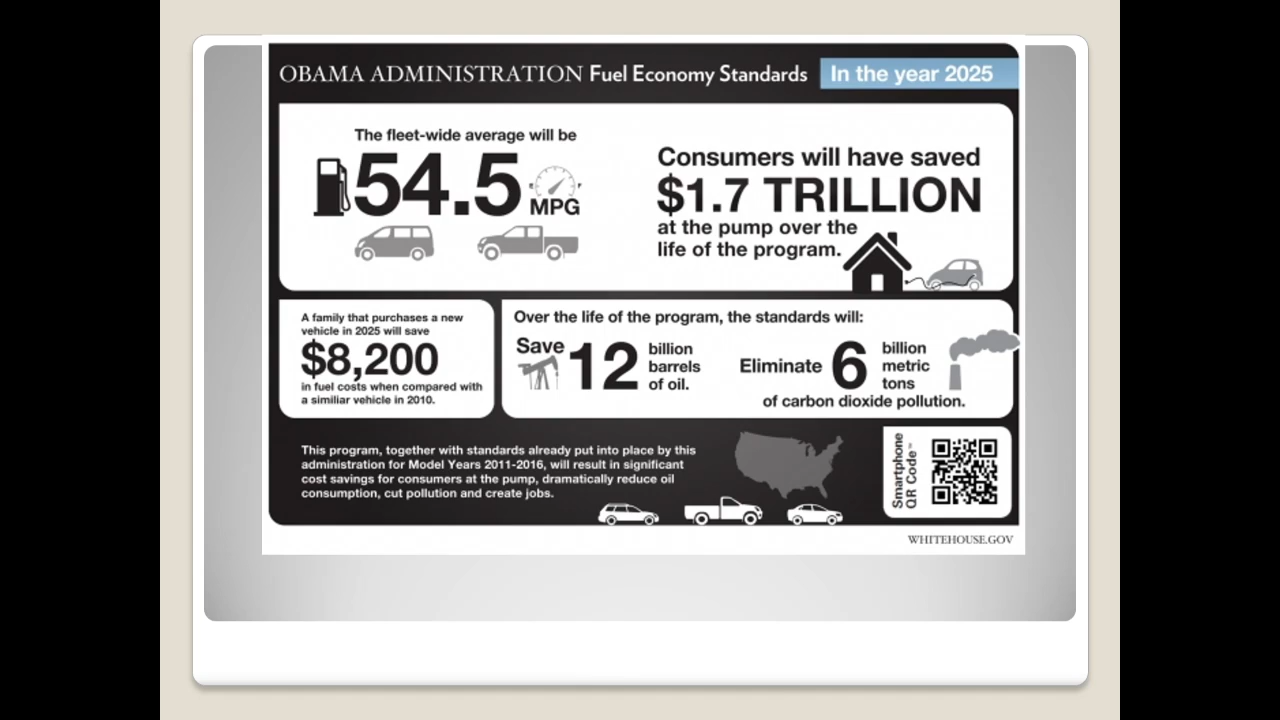 OBAMA ADMINISTRATION Fuel Economy Standards In the year 2025
The fleet-wide average will be
54.5
MPG
Consumers will have saved
$1.7 TRILLION
at the pump over the
life of the program.
A family that purchases a new
vehicle in 2025 will save
$8,200
in fuel costs when compared with
a similiar vehicle in 2010.
Over the life of the program, the standards will:
Save 12 billion
barrels
of oil.
Eliminate 6 billion
metric
tons
of carbon dioxide pollution.
This program, together with standards already put into place by this
administration for Model Years 2011-2016, will result in significant
cost savings for consumers at the pump, dramatically reduce oil
consumption, cut pollution and create jobs.
Smartphone
QR Code™
WHITEHOUSE.GOV